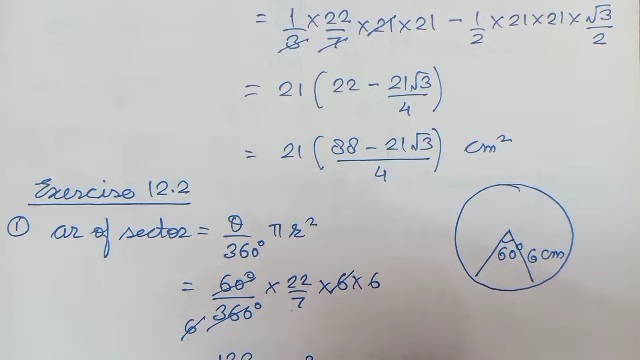 = 1/3 × 22/7 × 21 × 21 − 1/2 × 21 × 21 × √3/2
= 21 ( 22 − 21√3/4 )
= 21 ( 88 − 21√3 / 4 ) cm²
Exercise 12.2
① ar of sector = θ/360° πr²
60° 6 cm
= 60°/360° × 22/7 × 6 × 6
6
132